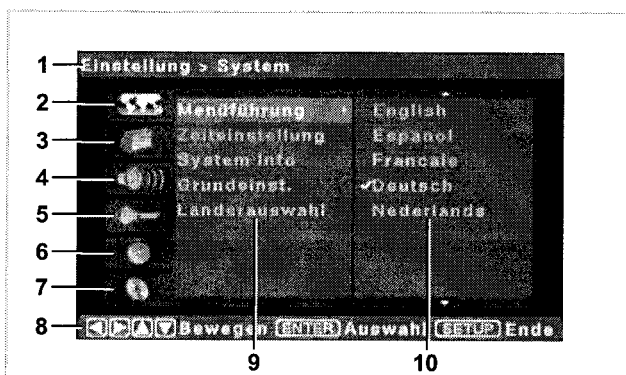 1 Einstellung > System
2 Menüführung English
3 Zeiteinstellung Espanol
System Info Francais
4 Grundeinst. ✔Deutsch
5 Länderauswahl Nederlands
6
7
8 Bewegen ENTER Auswahl SETUP Ende
9 10